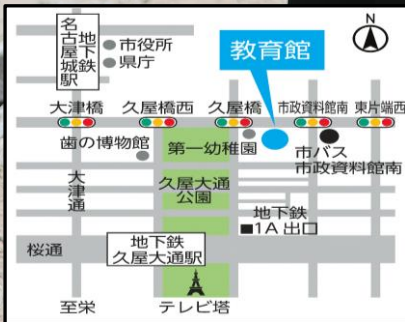 N
地下鉄
名古屋城駅
市役所
県庁
教育館
大津橋
久屋橋西
久屋橋
市政資料館南
東片端西
歯の博物館
第一幼稚園
市バス
市政資料館南
大津通
久屋大通
公園
地下鉄
1A 出口
桜通
地下鉄
久屋大通駅
至栄
テレビ塔